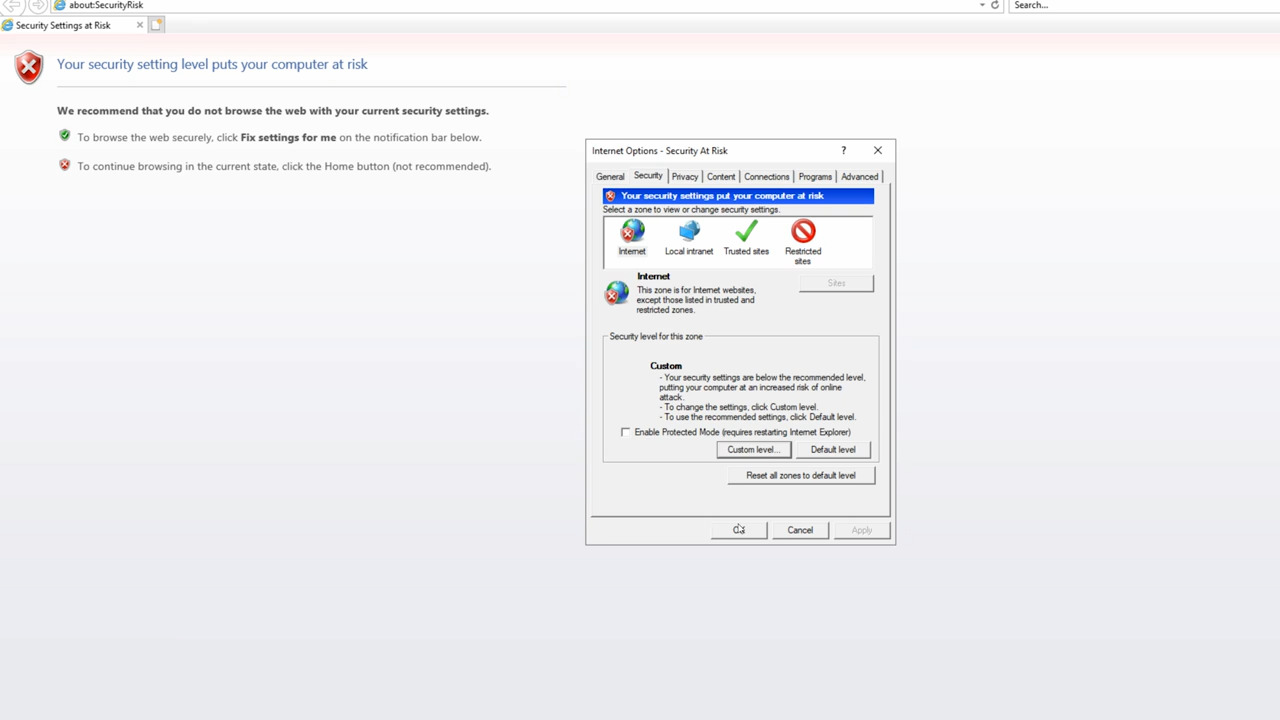 about:SecurityRisk
Search...
Security Settings at Risk
Your security setting level puts your computer at risk
We recommend that you do not browse the web with your current security settings.
To browse the web securely, click Fix settings for me on the notification bar below.
To continue browsing in the current state, click the Home button (not recommended).
Internet Options - Security At Risk
?
General Security Privacy Content Connections Programs Advanced
Your security settings put your computer at risk
Select a zone to view or change security settings.
Internet Local intranet Trusted sites Restricted
sites
Internet
Sites
This zone is for Internet websites,
except those listed in trusted and
restricted zones.
Security level for this zone
Custom
- Your security settings are below the recommended level,
putting your computer at an increased risk of online
attack.
- To change the settings, click Custom level.
- To use the recommended settings, click Default level.
Enable Protected Mode (requires restarting Internet Explorer)
Custom level... Default level
Reset all zones to default level
OK Cancel Apply